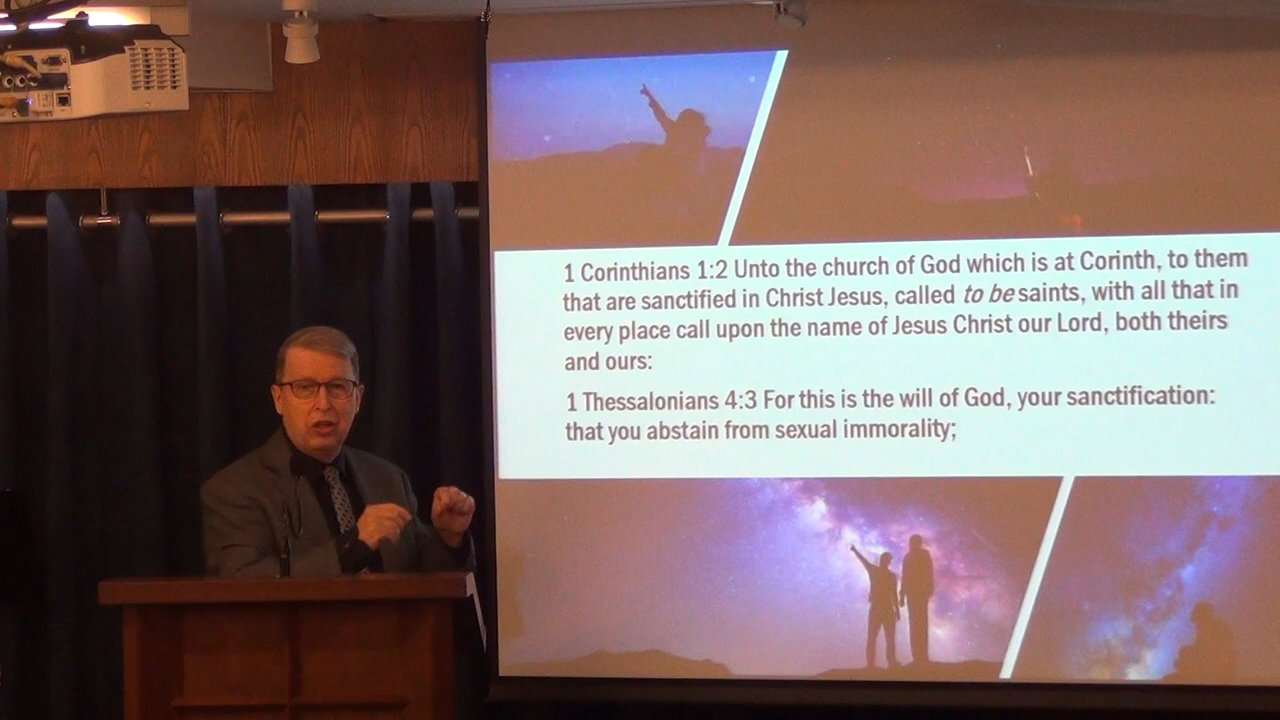 1 Corinthians 1:2 Unto the church of God which is at Corinth, to them
that are sanctified in Christ Jesus, called to be saints, with all that in
every place call upon the name of Jesus Christ our Lord, both theirs
and ours:
1 Thessalonians 4:3 For this is the will of God, your sanctification:
that you abstain from sexual immorality;